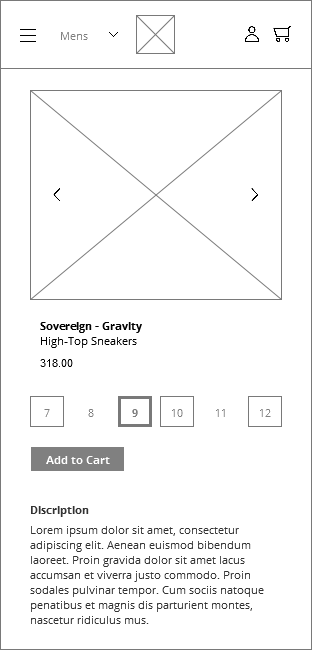 Mens
Sovereign - Gravity
High-Top Sneakers
318.00
7 8 9 10 11 12
Add to Cart
Discription
Lorem ipsum dolor sit amet, consectetur
adipiscing elit. Aenean euismod bibendum
laoreet. Proin gravida dolor sit amet lacus
accumsan et viverra justo commodo. Proin
sodales pulvinar tempor. Cum sociis natoque
penatibus et magnis dis parturient montes,
nascetur ridiculus mus.